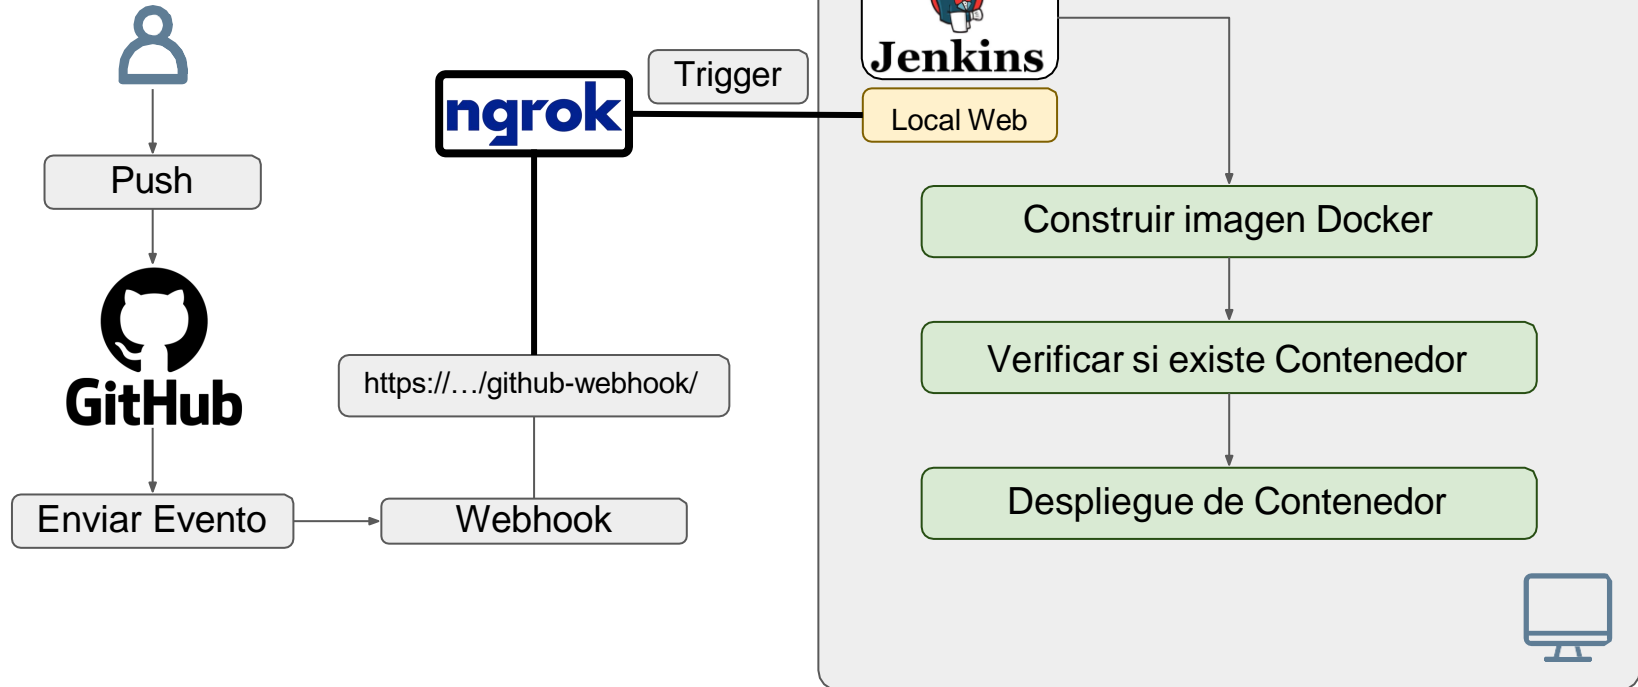 Jenkins
Trigger
ngrok
Local Web
Push
Construir imagen Docker
Verificar si existe Contenedor
https://…/github-webhook/
GitHub
Despliegue de Contenedor
Enviar Evento
Webhook